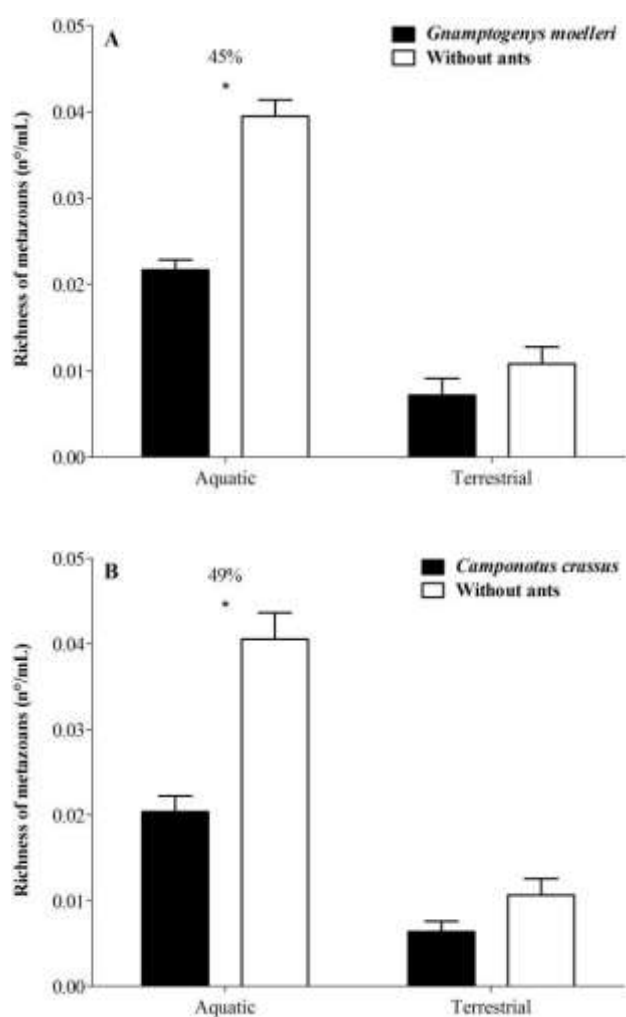 A
Gnamptogenys moelleri
Without ants
45%
*
Richness of metazoans (n°/mL)
0.05
0.04
0.03
0.02
0.01
0.00
Aquatic Terrestrial
B
Camponotus crassus
Without ants
49%
*
Richness of metazoans (n°/mL)
0.05
0.04
0.03
0.02
0.01
0.00
Aquatic Terrestrial